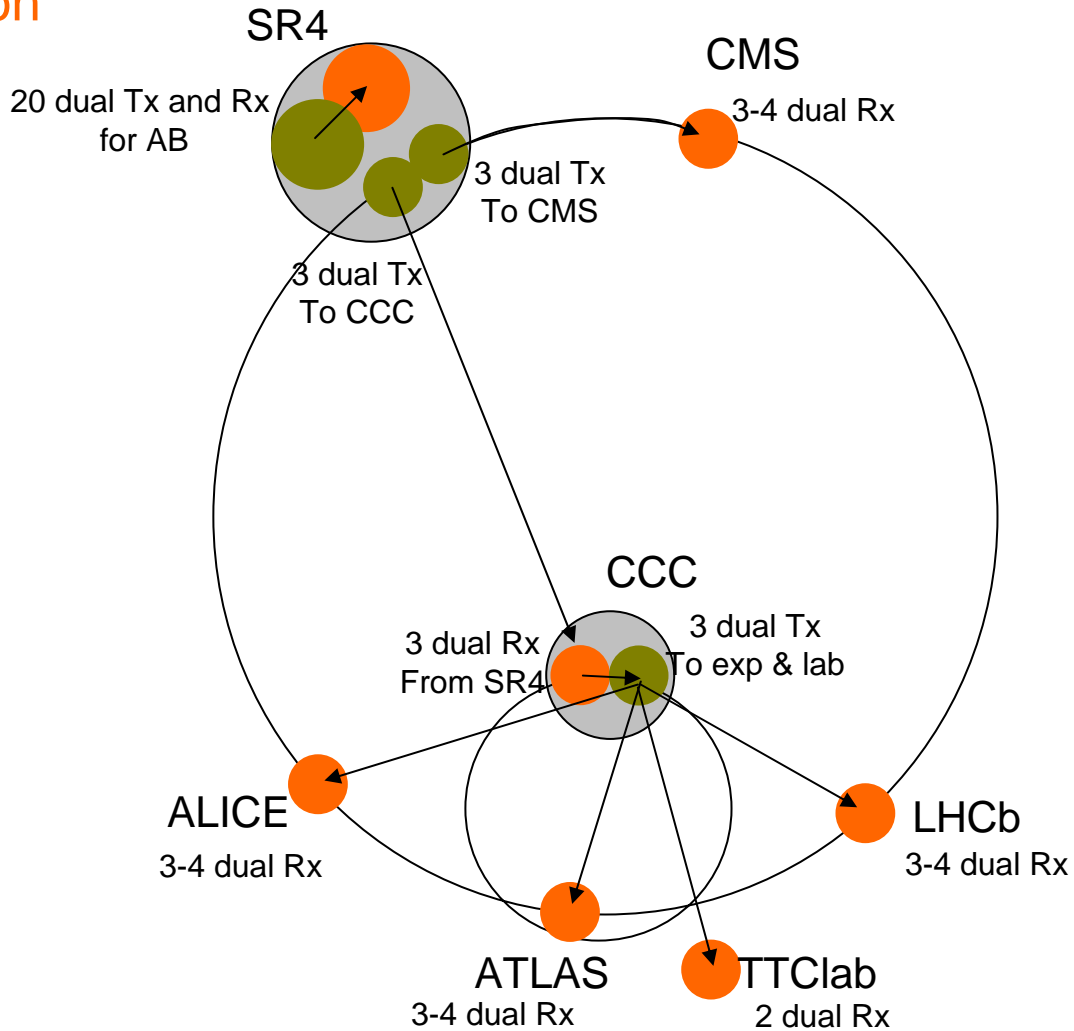 SR4
20 dual Tx and Rx
for AB
CMS
3-4 dual Rx
3 dual Tx
To CMS
3 dual Tx
To CCC
CCC
3 dual Rx
From SR4
3 dual Tx
To exp & lab
ALICE
3-4 dual Rx
LHCb
3-4 dual Rx
ATLAS
3-4 dual Rx
TTClab
2 dual Rx